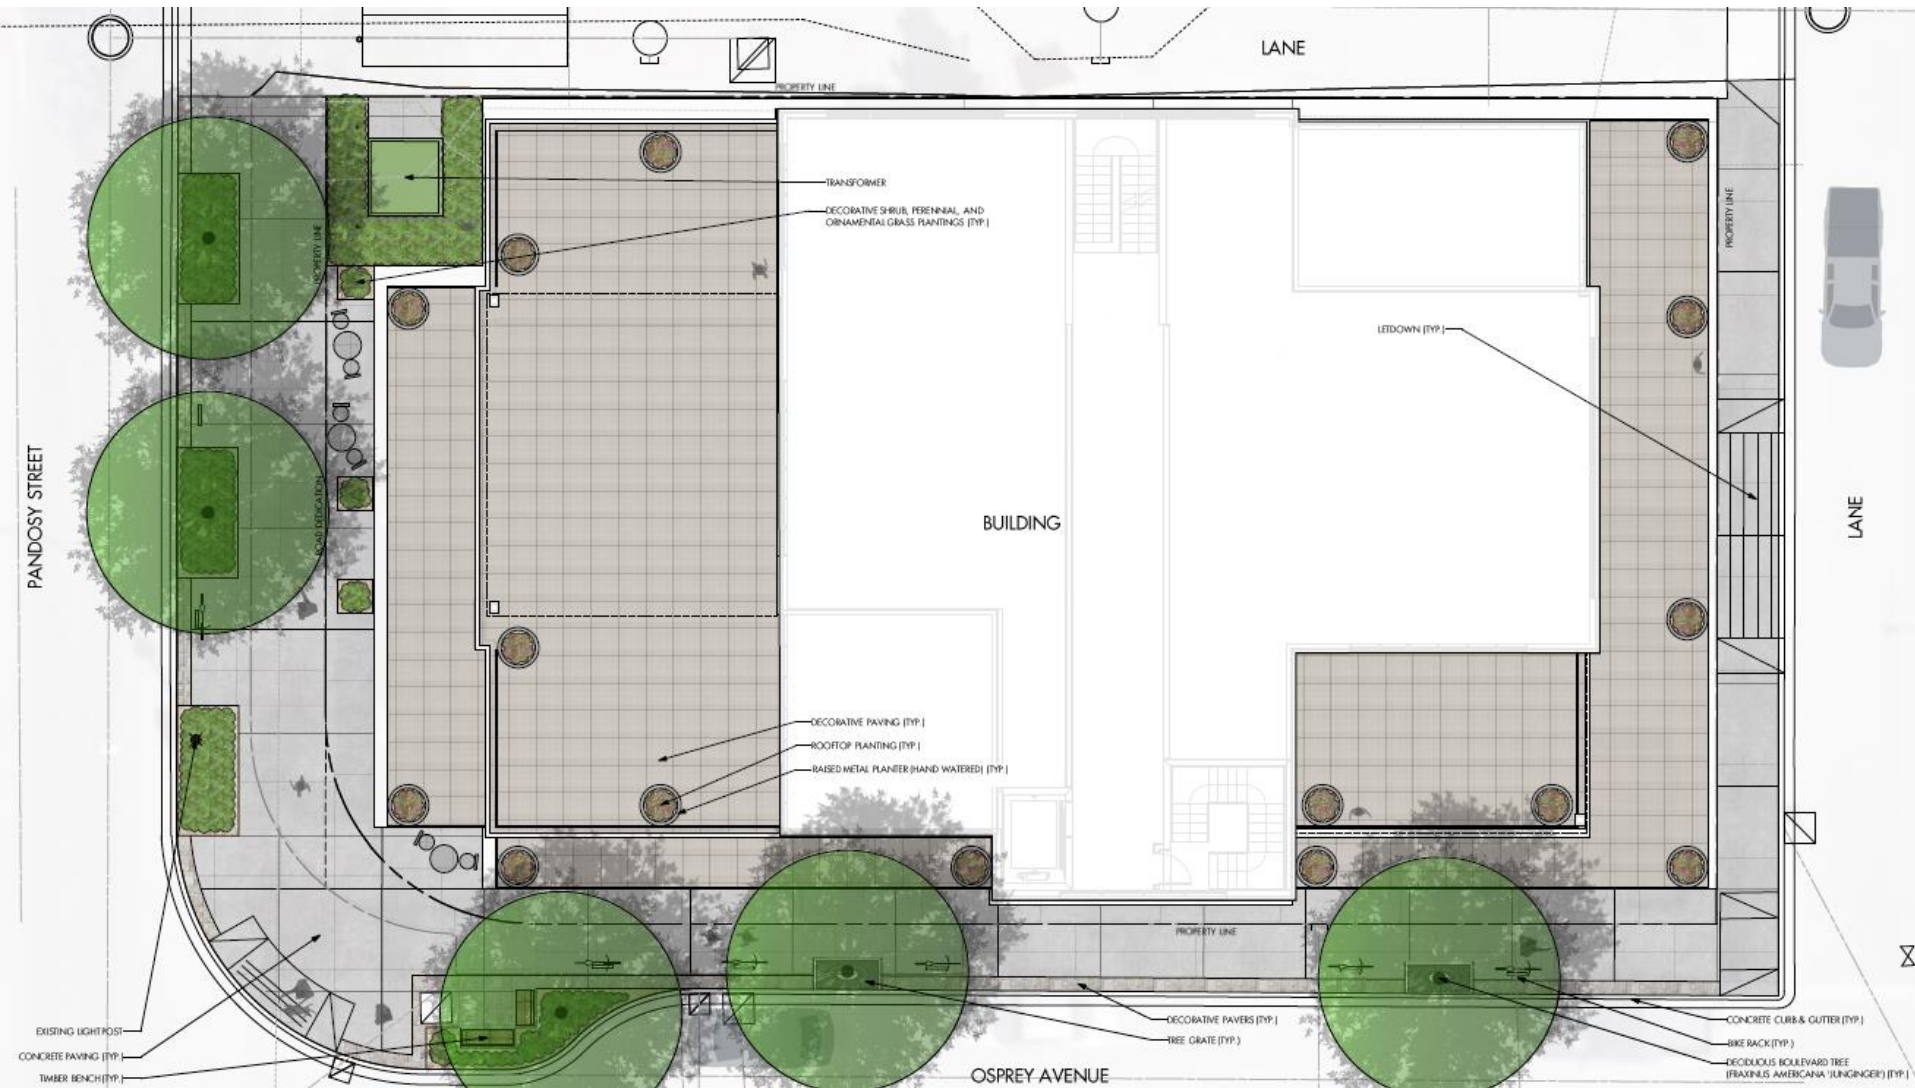 LANE
PROPERTY LINE
TRANSFORMER
DECORATIVE SHRUB, PERENNIAL, AND
ORNAMENTAL GRASS PLANTINGS (TYP.)
PROPERTY LINE
PROPERTY LINE
LETDOWN (TYP.)
PANDOSY STREET
ROAD DEDICATION
BUILDING
LANE
DECORATIVE PAVING (TYP.)
ROOFTOP PLANTING (TYP.)
RAISED METAL PLANTER (HAND WATERED) (TYP.)
PROPERTY LINE
EXISTING LIGHT POST
CONCRETE PAVING (TYP.)
TIMBER BENCH (TYP.)
DECORATIVE PAVERS (TYP.)
TREE GRATE (TYP.)
OSPREY AVENUE
CONCRETE CURB & GUTTER (TYP.)
BIKE RACK (TYP.)
DECIDUOUS BOULEVARD TREE
(FRAXINUS AMERICANA 'JUNGINGER') (TYP.)